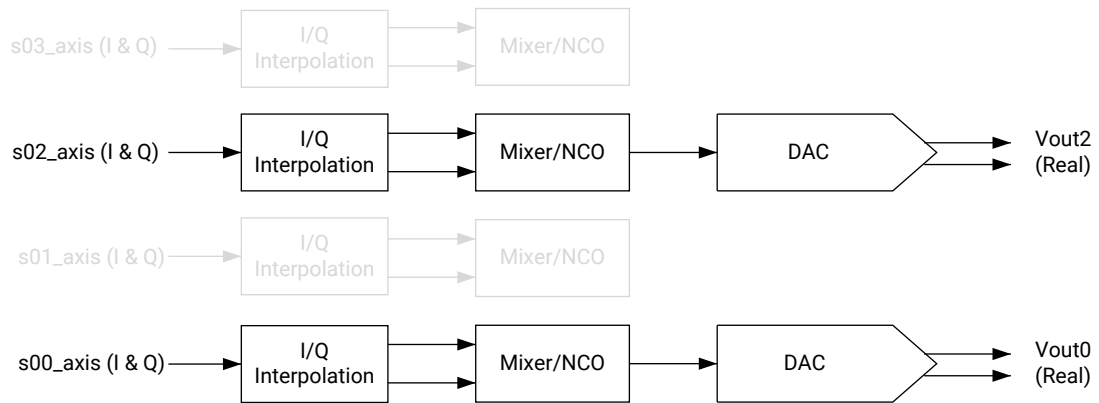 s03_axis (I & Q)
I/Q
Interpolation
Mixer/NCO
s02_axis (I & Q)
I/Q
Interpolation
Mixer/NCO
DAC
Vout2
(Real)
s01_axis (I & Q)
I/Q
Interpolation
Mixer/NCO
s00_axis (I & Q)
I/Q
Interpolation
Mixer/NCO
DAC
Vout0
(Real)